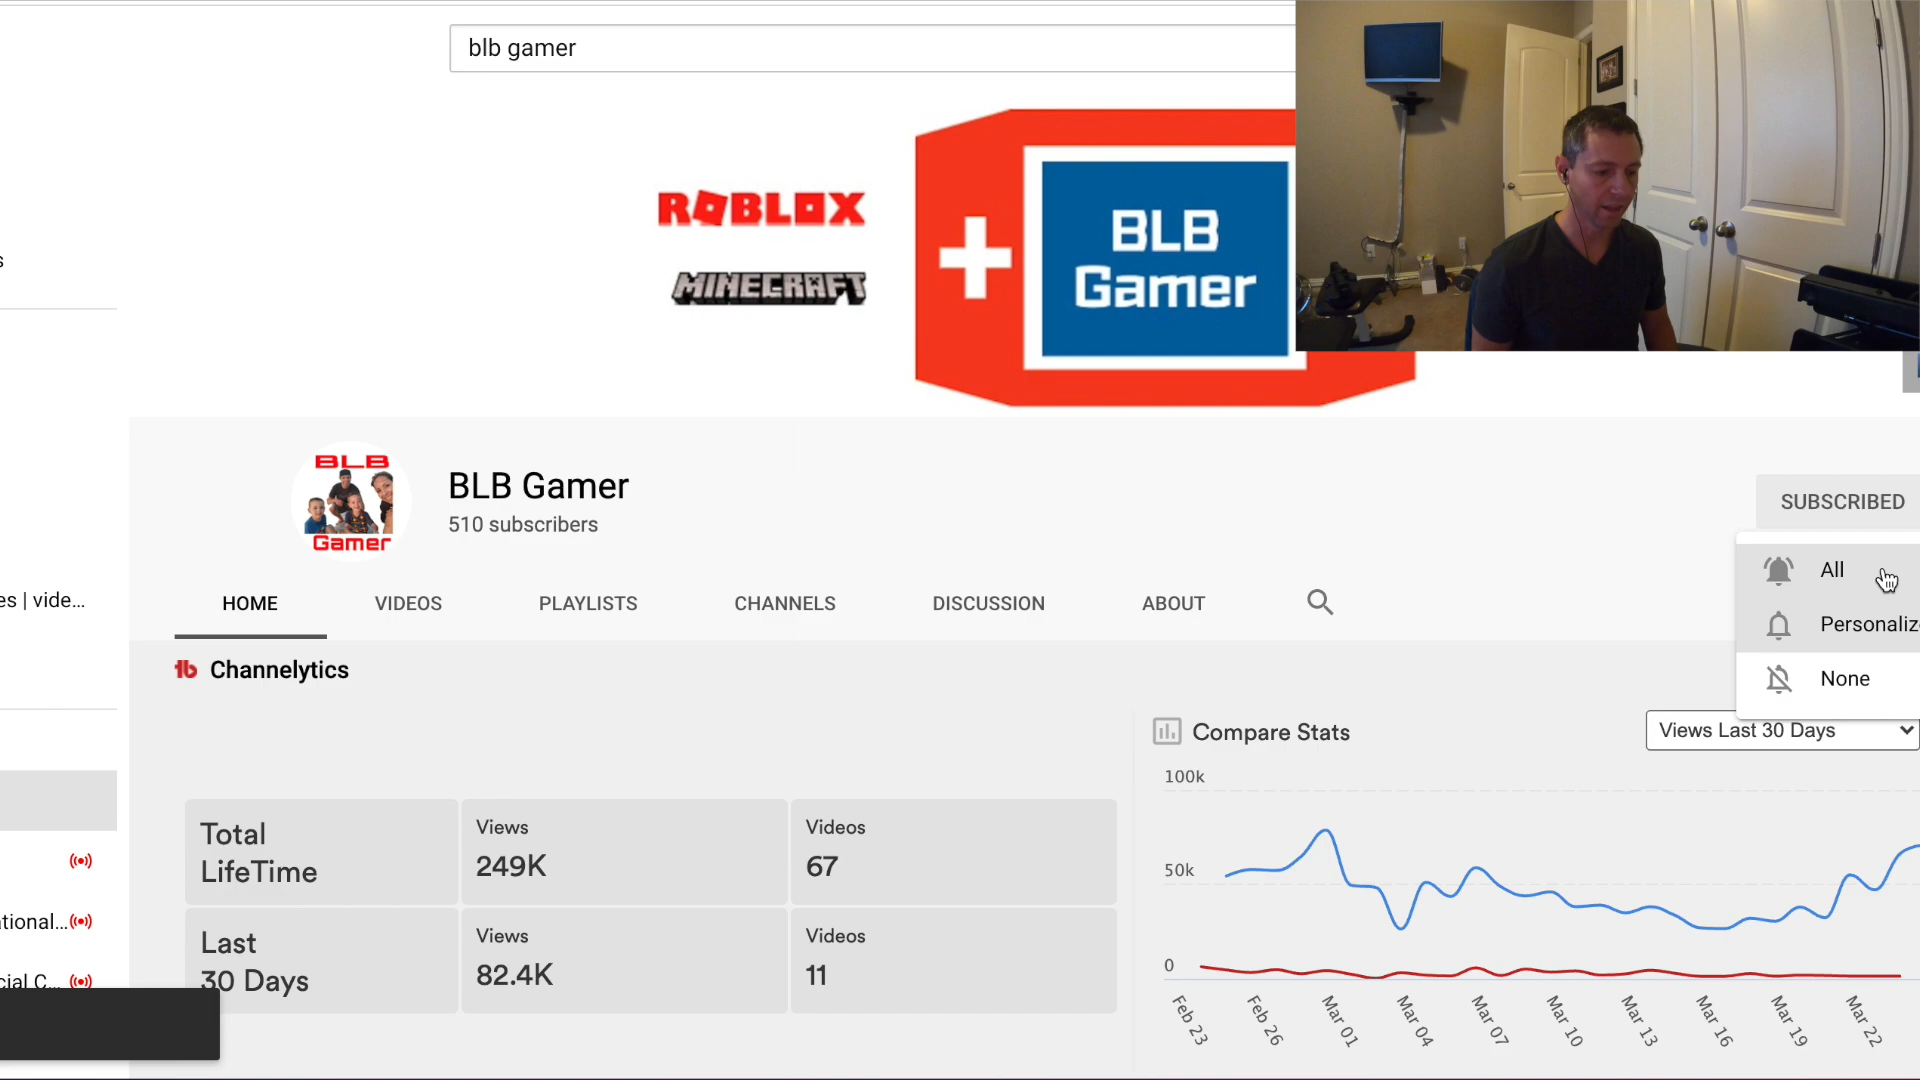 blb gamer
ROBLOX
MINECRAFT
BLB
Gamer
BLB
Gamer
BLB Gamer
510 subscribers
SUBSCRIBED
All
Personaliz
None
HOME
VIDEOS
PLAYLISTS
CHANNELS
DISCUSSION
ABOUT
s
es | vide...
tional...
cial C...
tb Channelytics
Total
LifeTime
Views
249K
Videos
67
Last
30 Days
Views
82.4K
Videos
11
Compare Stats
Views Last 30 Days
100k
50k
0
Feb 23
Feb 26
Mar 01
Mar 04
Mar 07
Mar 10
Mar 13
Mar 16
Mar 19
Mar 22